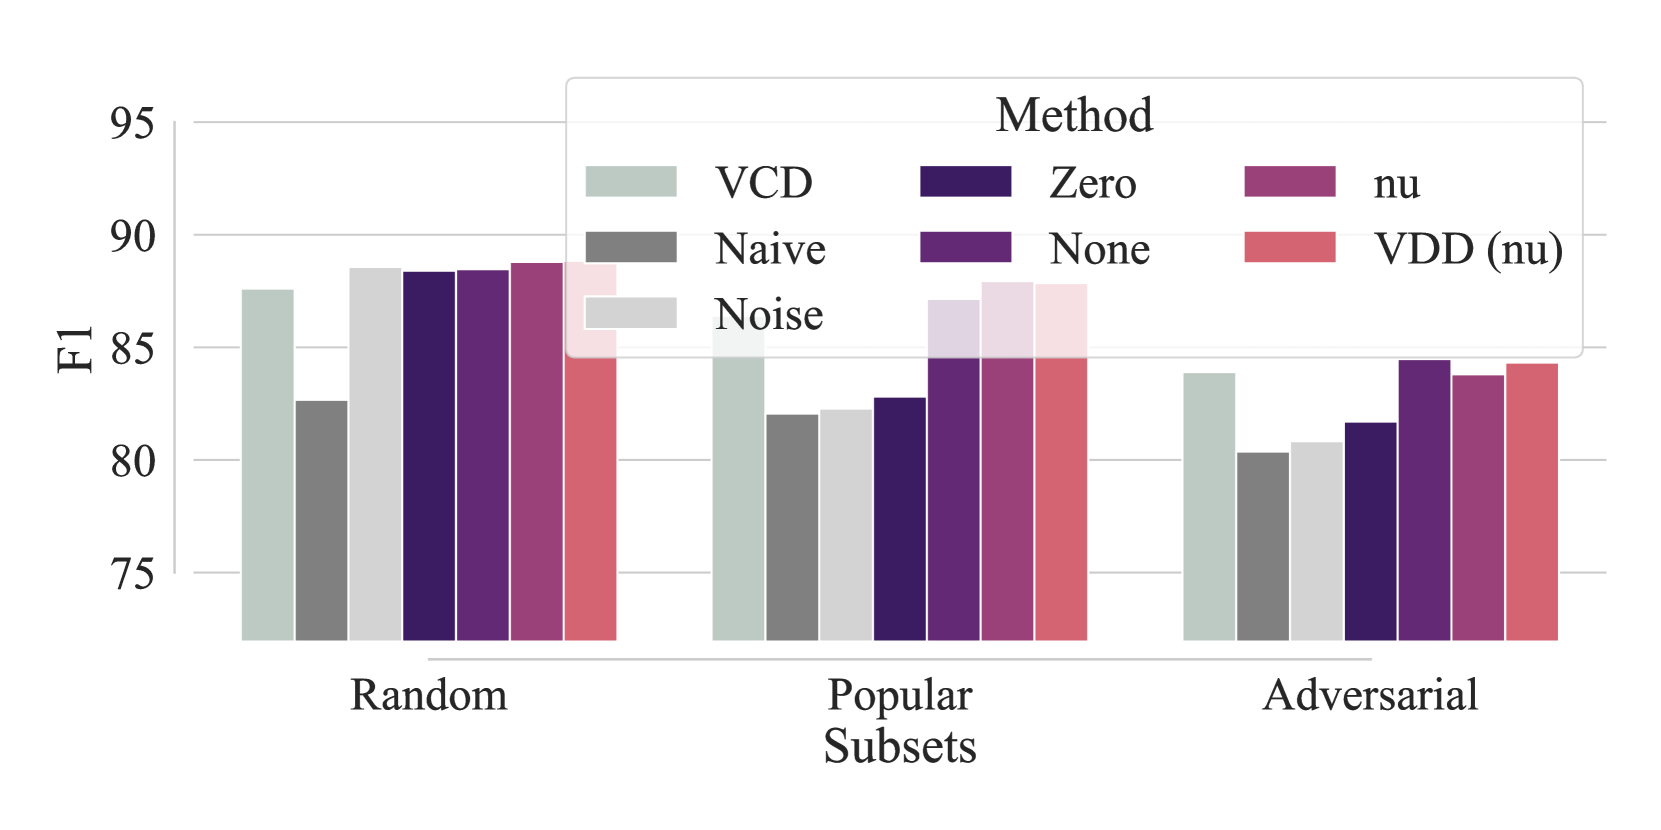 Method
VCD Zero nu
Naive None VDD (nu)
Noise
95
90
85
80
75
F1
Random Popular Adversarial
Subsets